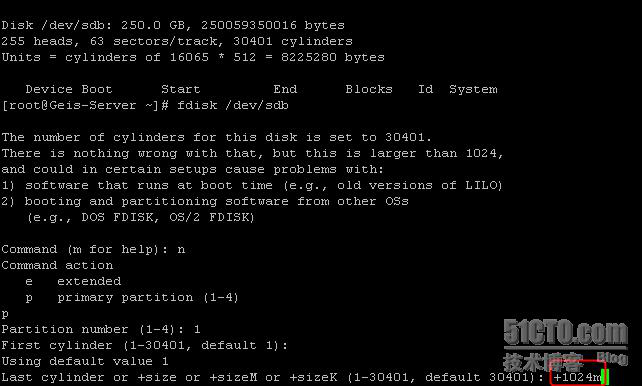 Disk /dev/sdb: 250.0 GB, 250059350016 bytes
255 heads, 63 sectors/track, 30401 cylinders
Units = cylinders of 16065 * 512 = 8225280 bytes
Device Boot Start End Blocks Id System
[root@Geis-Server ~]# fdisk /dev/sdb
The number of cylinders for this disk is set to 30401.
There is nothing wrong with that, but this is larger than 1024,
and could in certain setups cause problems with:
1) software that runs at boot time (e.g., old versions of LILO)
2) booting and partitioning software from other OSs
(e.g., DOS FDISK, OS/2 FDISK)
Command (m for help): n
Command action
e extended
p primary partition (1-4)
p
Partition number (1-4): 1
First cylinder (1-30401, default 1):
Using default value 1
Last cylinder or +size or +sizeM or +sizeK (1-30401, default 30401): +1024m
51CTO.com
技术博客 Blog